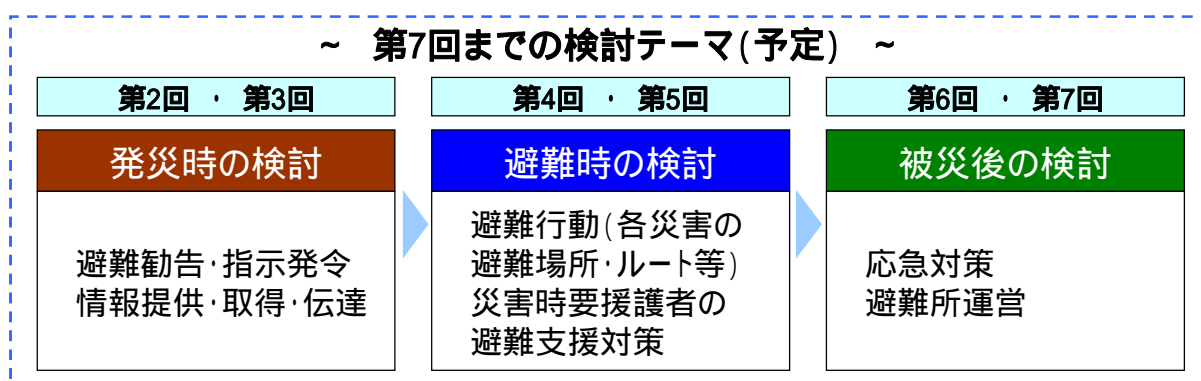 ~ 第7回までの検討テーマ(予定) ~
第2回 ・ 第3回
発災時の検討
避難勧告・指示発令
情報提供・取得・伝達
第4回 ・ 第5回
避難時の検討
避難行動(各災害の
避難場所・ルート等)
災害時要援護者の
避難支援対策
第6回 ・ 第7回
被災後の検討
応急対策
避難所運営